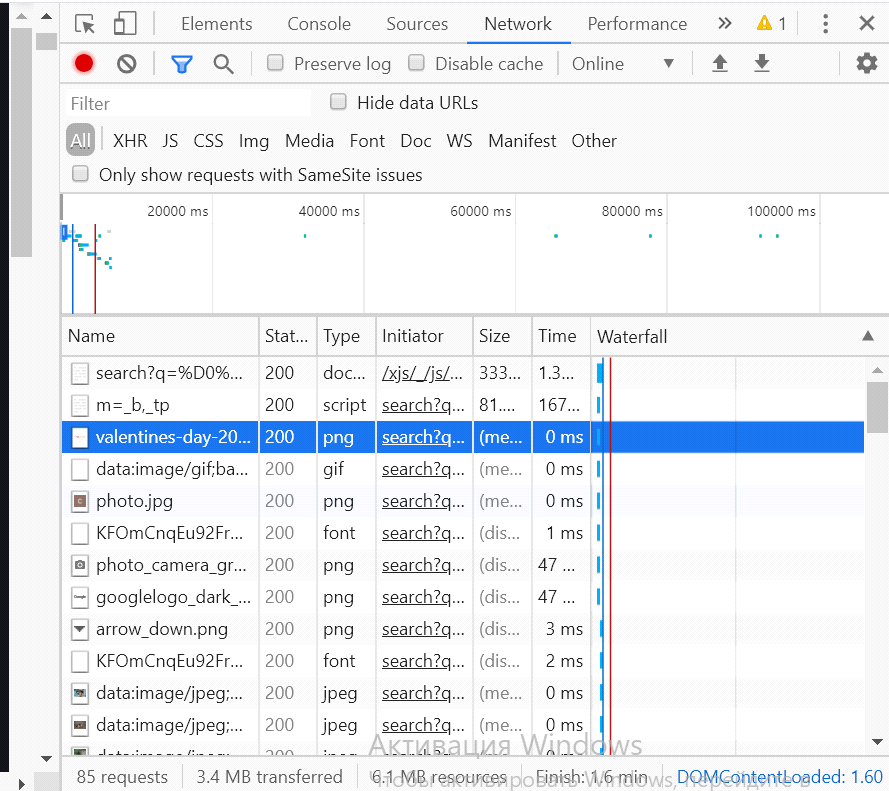 Elements Console Sources Network Performance 1
Preserve log Disable cache Online
Filter Hide data URLs
All XHR JS CSS Img Media Font Doc WS Manifest Other
Only show requests with SameSite issues
20000 ms 40000 ms 60000 ms 80000 ms 100000 ms
Name Stat... Type Initiator Size Time Waterfall
search?q=%D0%... 200 doc... /xjs/_/js/... 333... 1.3...
m=_b,_tp 200 script search?q... 81.... 167...
valentines-day-20... 200 png search?q... (me... 0 ms
data:image/gif;ba... 200 gif search?q... (me... 0 ms
photo.jpg 200 png search?q... (me... 0 ms
KFOmCnqEu92Fr... 200 font search?q... (dis... 1 ms
photo_camera_gr... 200 png search?q... (dis... 47 ...
googlelogo_dark_... 200 png search?q... (dis... 47 ...
arrow_down.png 200 png search?q... (dis... 3 ms
KFOmCnqEu92Fr... 200 font search?q... (dis... 2 ms
data:image/jpeg;... 200 jpeg search?q... (me... 0 ms
data:image/jpeg;... 200 jpeg search?q... (me... 0 ms
Активация Windows
85 requests 3.4 MB transferred 6.1 MB resources Finish: 1.6 min DOMContentLoaded: 1.60
Чтобы активировать Windows, перейдите в